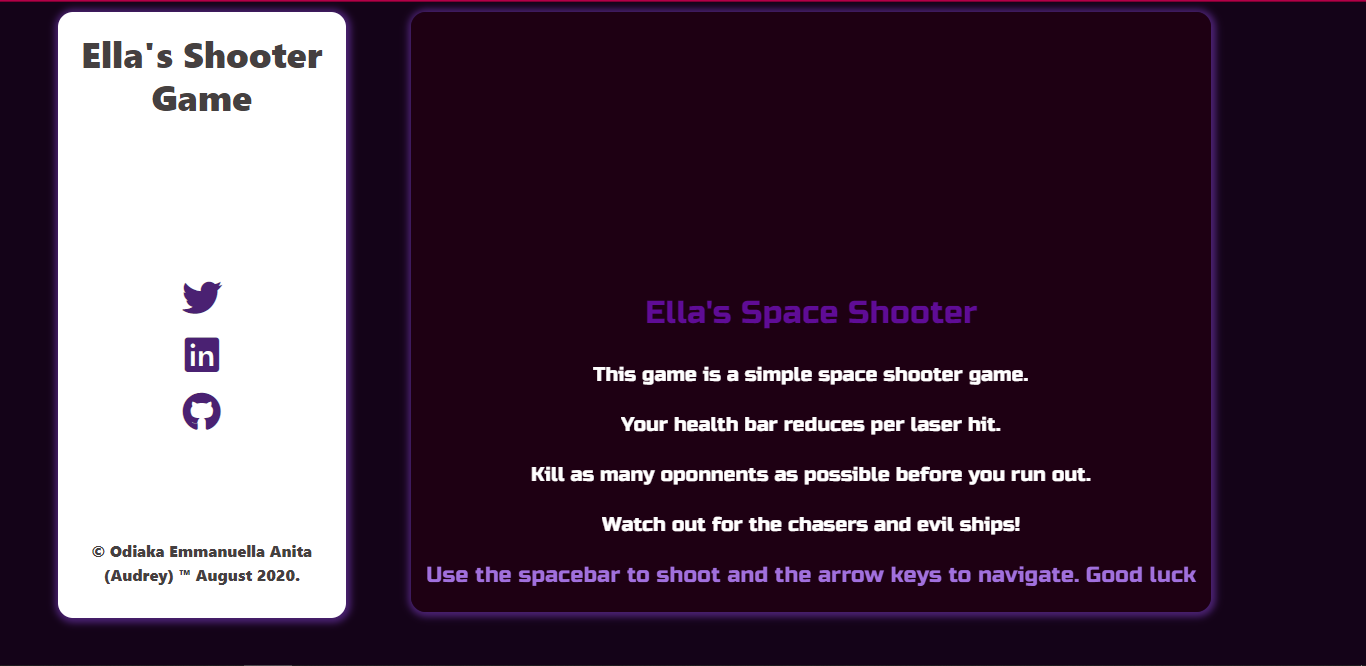 Ella's Shooter
Game
in
© Odiaka Emmanuella Anita
(Audrey) ™ August 2020.
Ella's Space Shooter
This game is a simple space shooter game.
Your health bar reduces per laser hit.
Kill as many oponnents as possible before you run out.
Watch out for the chasers and evil ships!
Use the spacebar to shoot and the arrow keys to navigate. Good luck